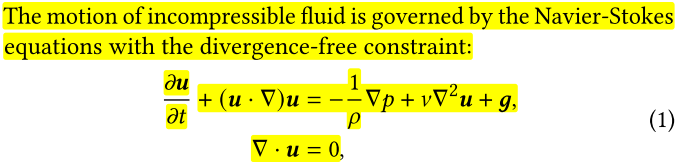 The motion of incompressible fluid is governed by the Navier-Stokes
equations with the divergence-free constraint:
∂u/∂t + (u · ∇)u = −1/ρ ∇p + ν∇²u + g,
(1)
∇ · u = 0,